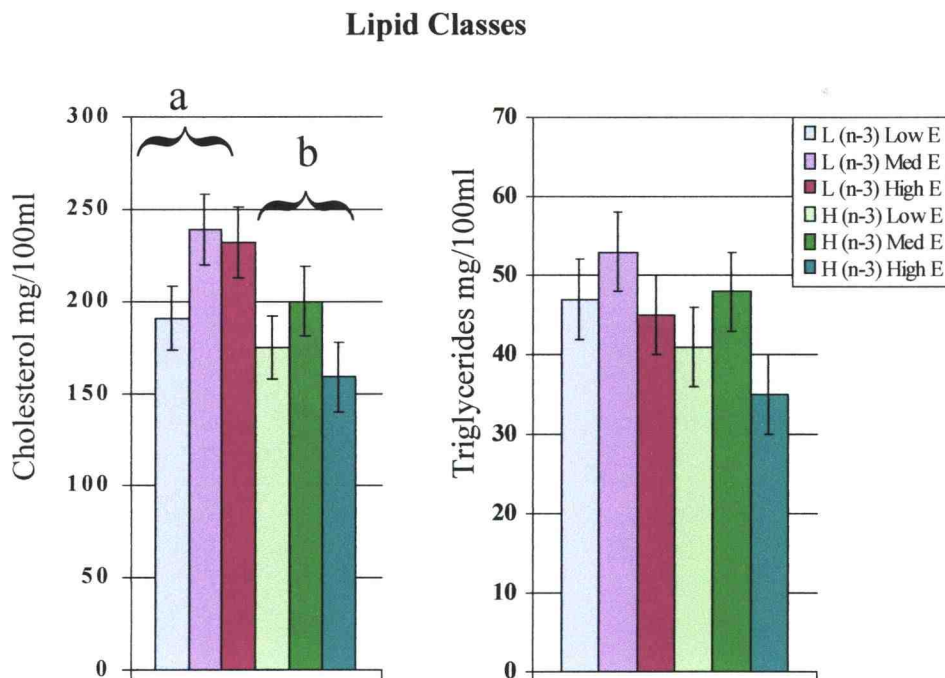 Lipid Classes
a
b
Cholesterol mg/100ml
300
250
200
150
100
50
0
Triglycerides mg/100ml
70
60
50
40
30
20
10
0
L (n-3) Low E
L (n-3) Med E
L (n-3) High E
H (n-3) Low E
H (n-3) Med E
H (n-3) High E